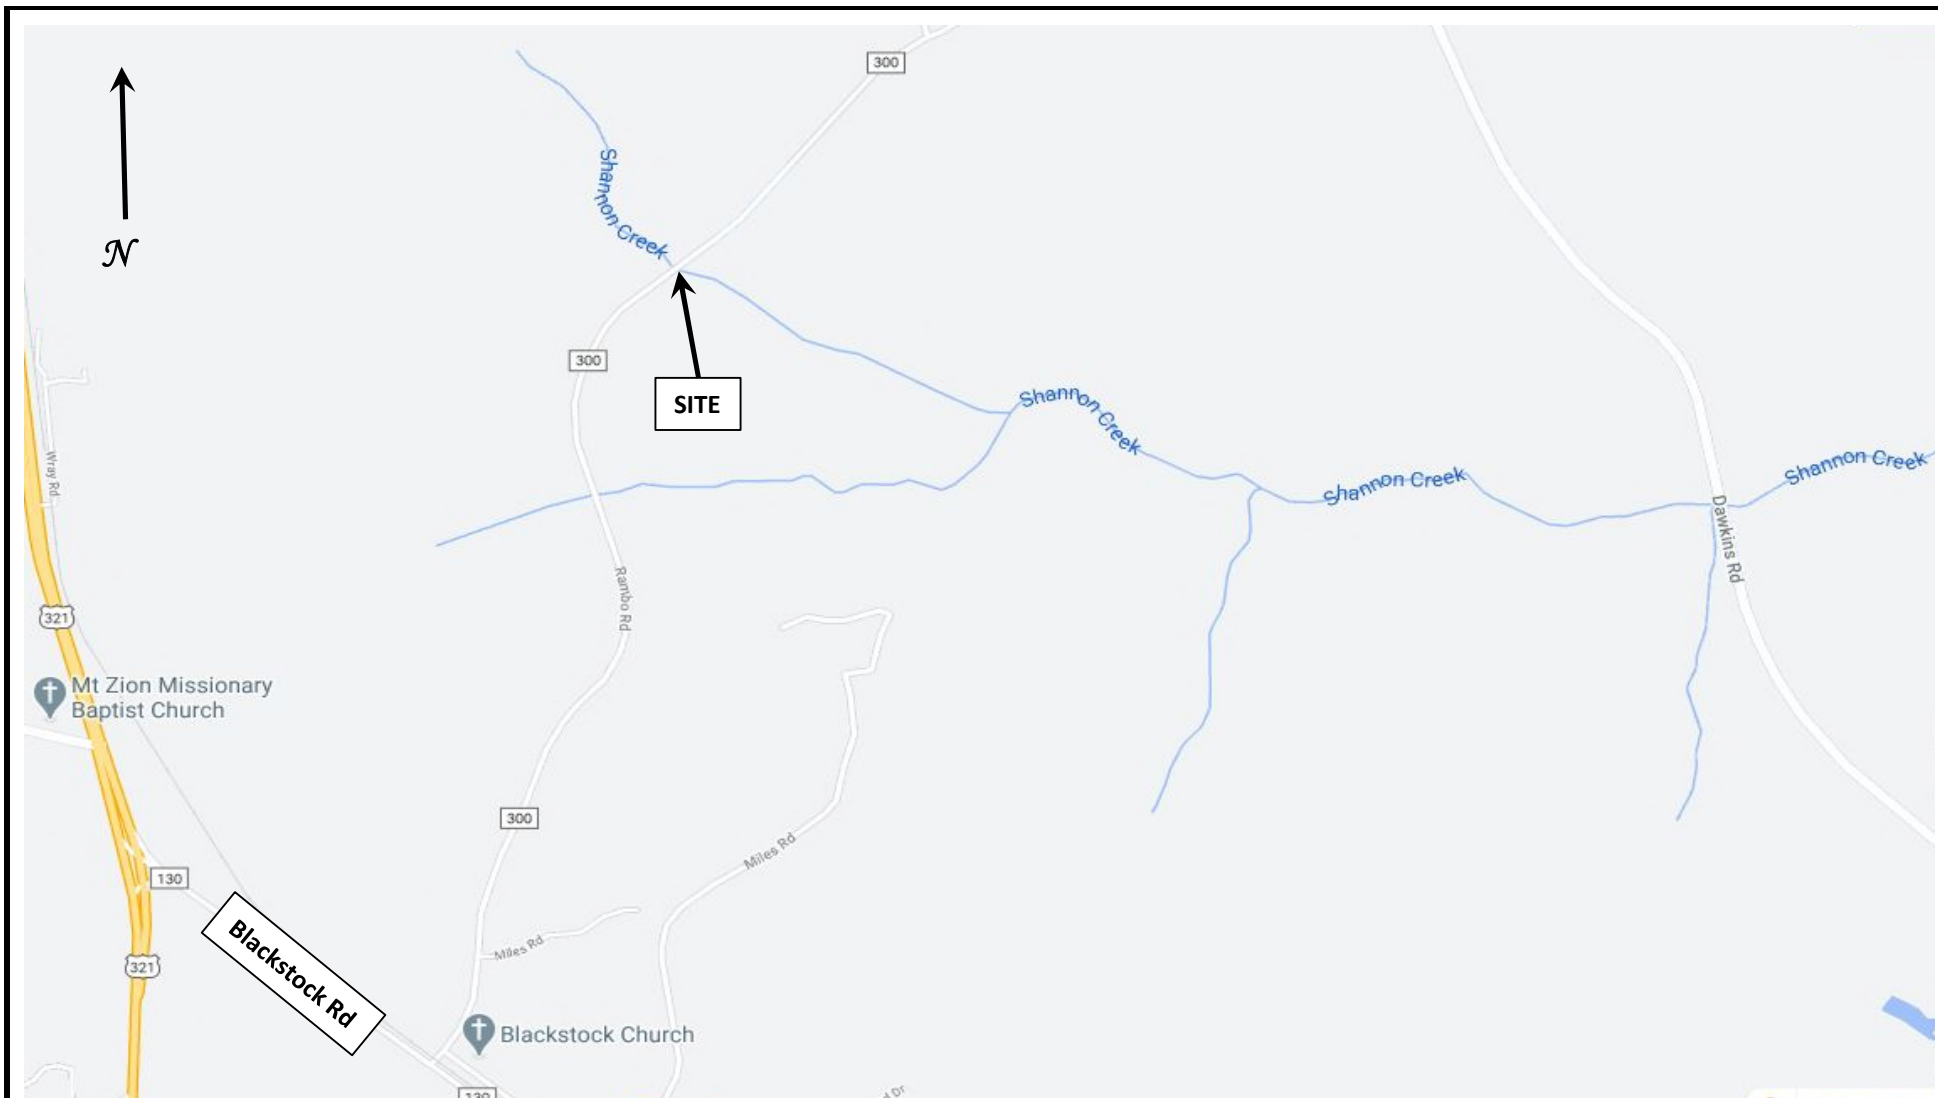 300
Shannon Creek
N
300
SITE
Shannon Creek
Shannon Creek
Shannon Creek
Wray Rd
Dawkins Rd
Rambo Rd
321
Mt Zion Missionary
Baptist Church
300
Miles Rd
130
Blackstock Rd
Miles Rd
321
Blackstock Church
130
Dr